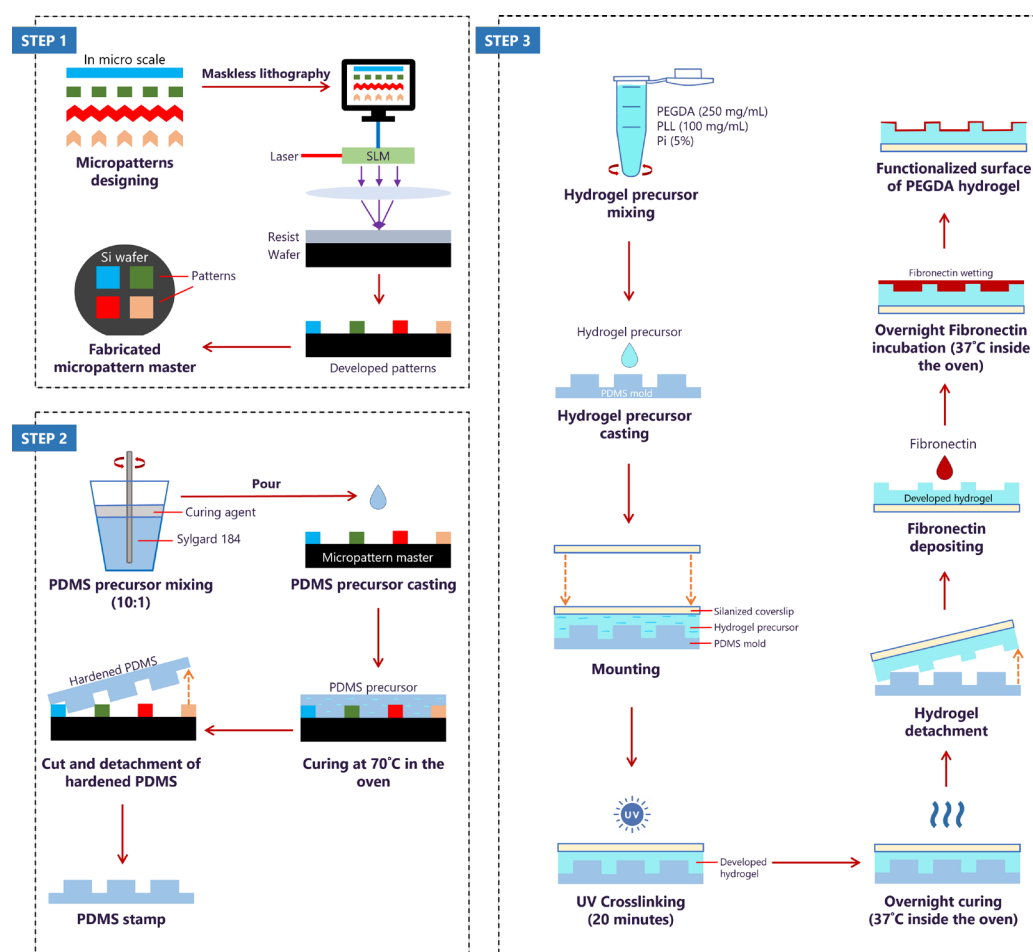 STEP 1
In micro scale
Maskless lithography
Micropatterns
designing
Laser
SLM
Resist
Wafer
Si wafer
Patterns
Fabricated
micropattern master
Developed patterns
STEP 2
Pour
Curing agent
Sylgard 184
PDMS precursor mixing
(10:1)
Micropattern master
PDMS precursor casting
Hardened PDMS
Cut and detachment of
hardened PDMS
PDMS precursor
Curing at 70°C in the
oven
PDMS stamp
STEP 3
PEGDA (250 mg/mL)
PLL (100 mg/mL)
Pi (5%)
Hydrogel precursor
mixing
Hydrogel precursor
PDMS mold
Hydrogel precursor
casting
Silanized coverslip
Hydrogel precursor
PDMS mold
Mounting
UV
Developed
hydrogel
UV Crosslinking
(20 minutes)
Overnight curing
(37°C inside the oven)
Hydrogel
detachment
Fibronectin
Developed hydrogel
Fibronectin
depositing
Fibronectin wetting
Overnight Fibronectin
incubation (37°C inside
the oven)
Functionalized surface
of PEGDA hydrogel